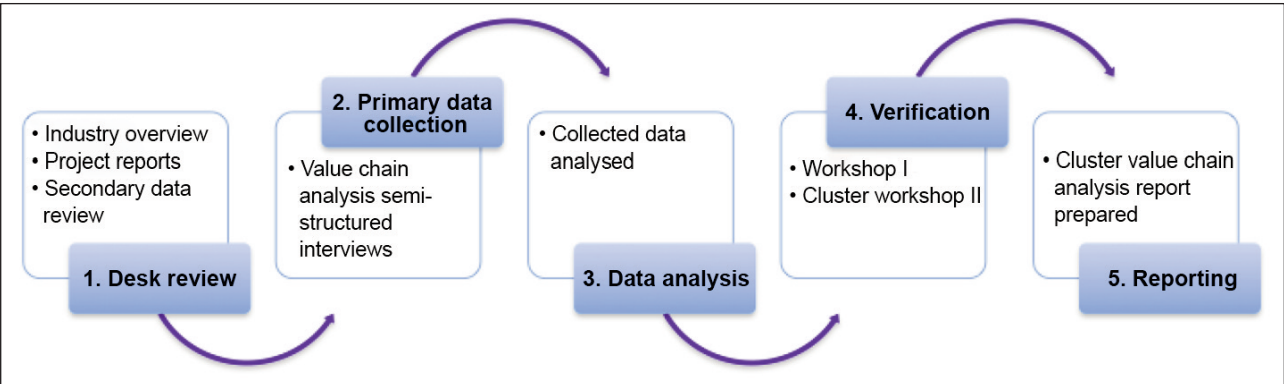 • Industry overview
• Project reports
• Secondary data
review
1. Desk review
2. Primary data
collection
• Value chain
analysis semi-
structured
interviews
• Collected data
analysed
3. Data analysis
4. Verification
• Workshop I
• Cluster workshop II
• Cluster value chain
analysis report
prepared
5. Reporting